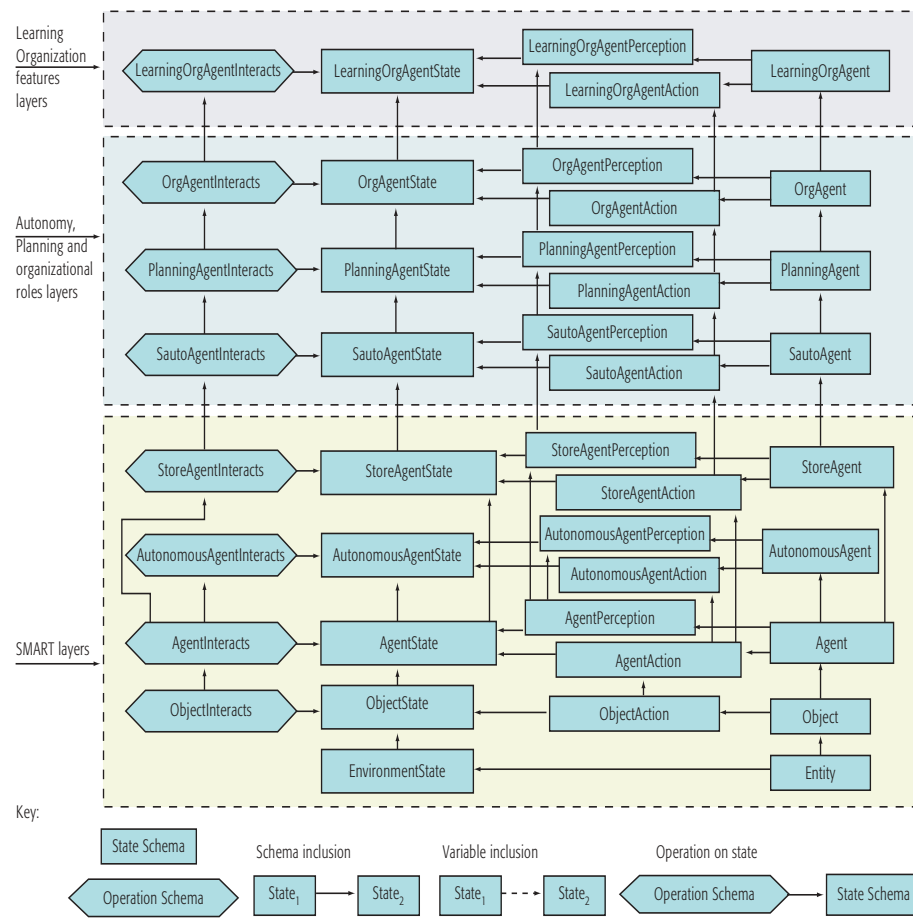 Learning
Organization
features
layers
LearningOrgAgentInteracts
LearningOrgAgentState
LearningOrgAgentPerception
LearningOrgAgentAction
LearningOrgAgent
Autonomy,
Planning and
organizational
roles layers
OrgAgentInteracts
OrgAgentState
OrgAgentPerception
OrgAgentAction
OrgAgent
PlanningAgentInteracts
PlanningAgentState
PlanningAgentPerception
PlanningAgentAction
PlanningAgent
SautoAgentInteracts
SautoAgentState
SautoAgentPerception
SautoAgentAction
SautoAgent
SMART layers
StoreAgentInteracts
StoreAgentState
StoreAgentPerception
StoreAgentAction
StoreAgent
AutonomousAgentInteracts
AutonomousAgentState
AutonomousAgentPerception
AutonomousAgentAction
AutonomousAgent
AgentInteracts
AgentState
AgentPerception
AgentAction
Agent
ObjectInteracts
ObjectState
ObjectAction
Object
EnvironmentState
Entity
Key:
State Schema
Operation Schema
Schema inclusion
State₁
State₂
Variable inclusion
State₁
State₂
Operation on state
Operation Schema
State Schema